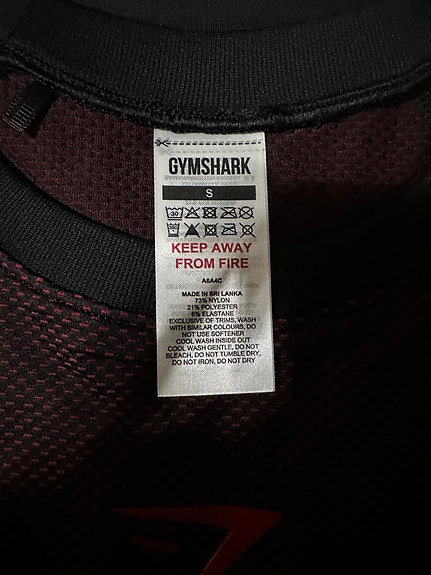 GYMSHARK
S
30
KEEP AWAY
FROM FIRE
A6A4C
MADE IN SRI LANKA
73% NYLON
21% POLYESTER
6% ELASTANE
EXCLUSIVE OF TRIMS, WASH
WITH SIMILAR COLOURS, DO
NOT USE SOFTENER
COOL WASH INSIDE OUT
COOL WASH GENTLE, DO NOT
BLEACH, DO NOT TUMBLE DRY,
DO NOT IRON, DO NOT DRY